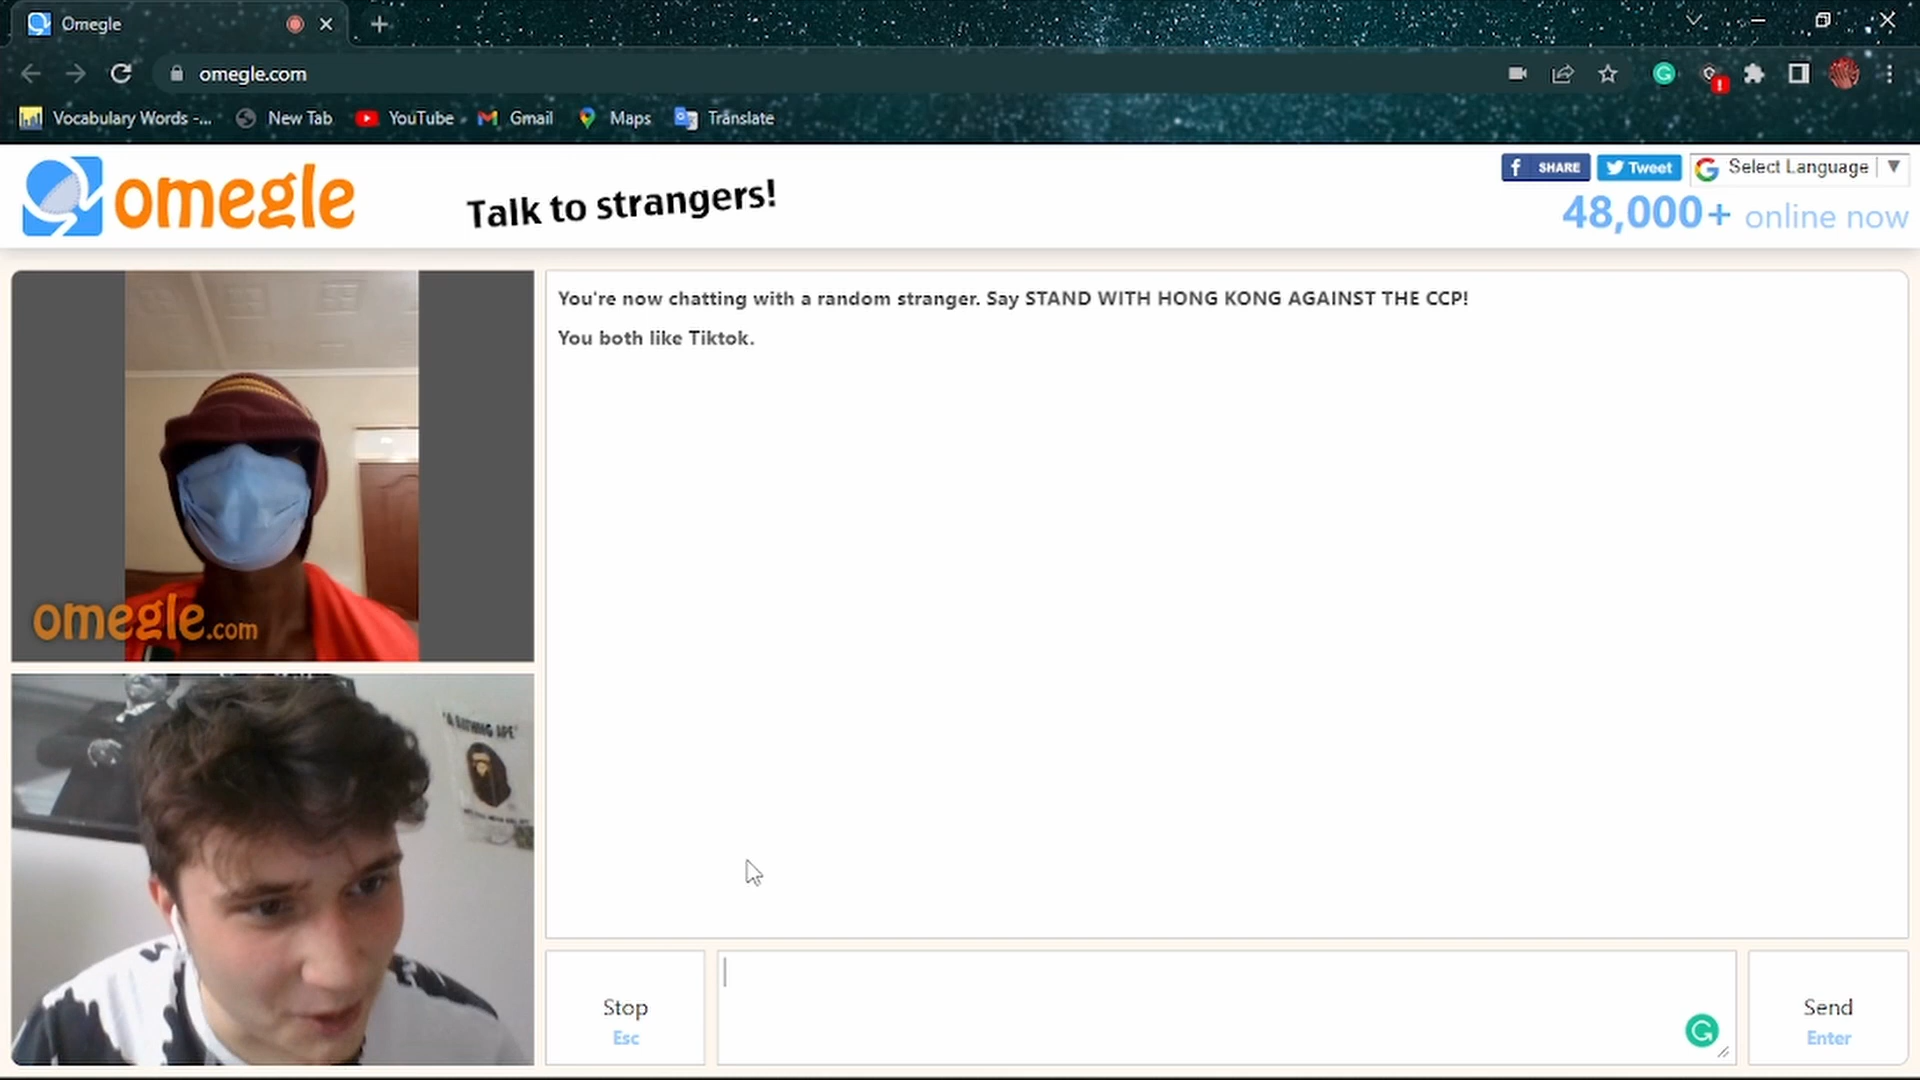 Omegle
omegle.com
Vocabulary Words -...
New Tab
YouTube
Gmail
Maps
Translate
omegle
Talk to strangers!
SHARE
Tweet
Select Language
48,000+ online now
You're now chatting with a random stranger. Say STAND WITH HONG KONG AGAINST THE CCP!
You both like Tiktok.
omegle.com
"A BATHING APE"
Stop
Esc
Send
Enter